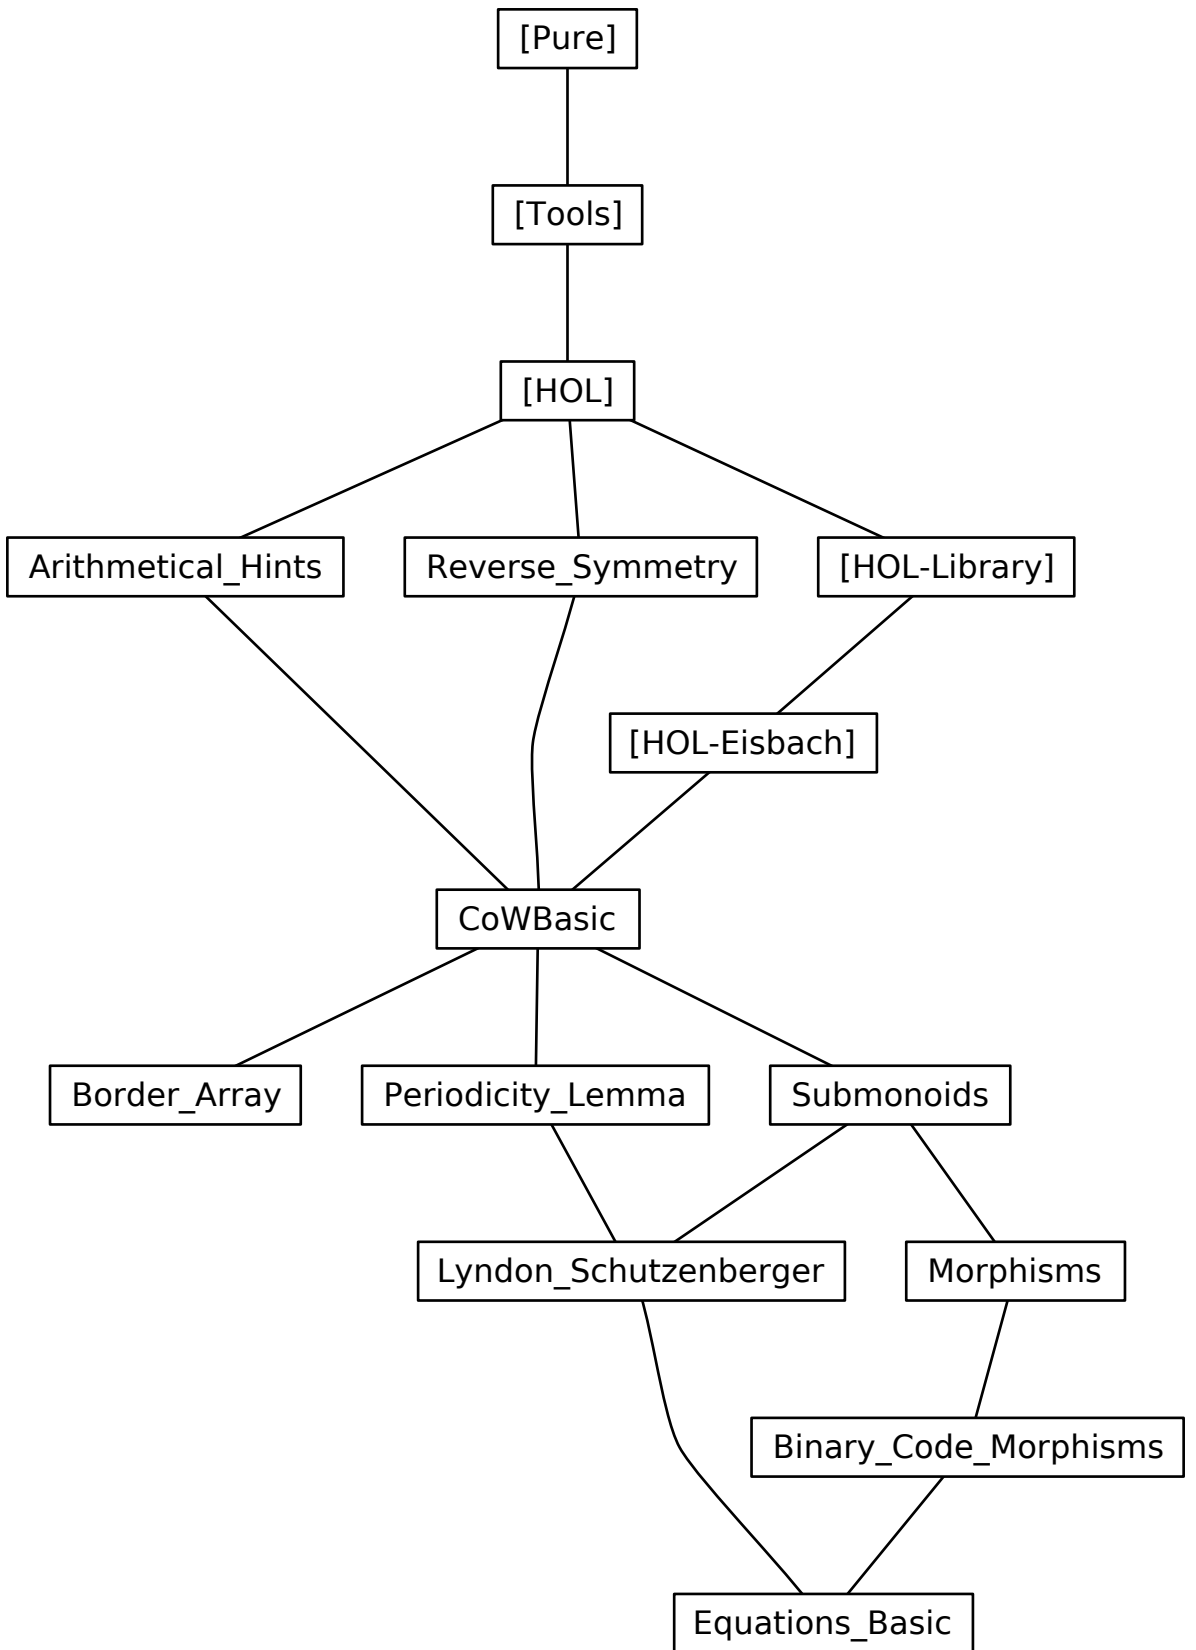 [Pure]
[Tools]
[HOL]
Arithmetical_Hints
Reverse_Symmetry
[HOL-Library]
[HOL-Eisbach]
CoWBasic
Border_Array
Periodicity_Lemma
Submonoids
Lyndon_Schutzenberger
Morphisms
Binary_Code_Morphisms
Equations_Basic